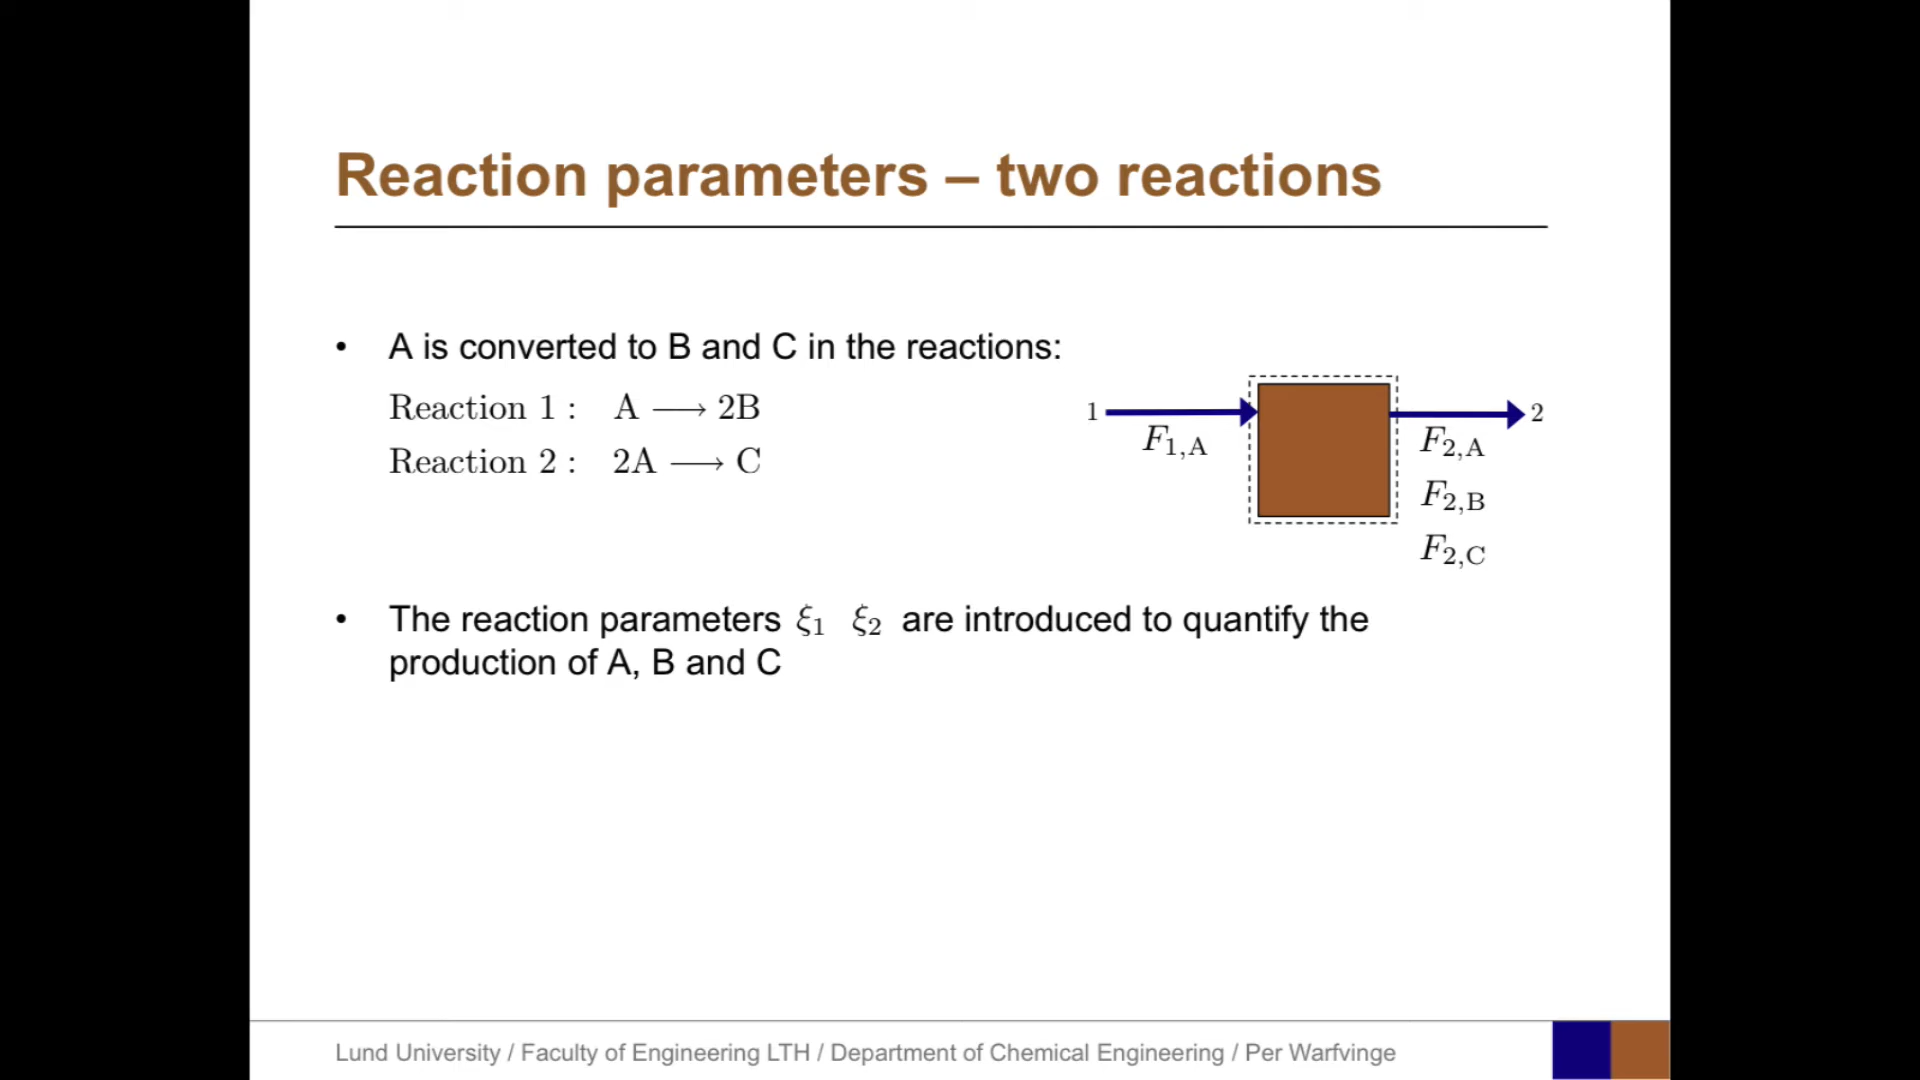 Reaction parameters – two reactions
• A is converted to B and C in the reactions:
Reaction 1 : A ⟶ 2B
Reaction 2 : 2A ⟶ C
1
F1,A
2
F2,A
F2,B
F2,C
• The reaction parameters ξ1 ξ2 are introduced to quantify the
production of A, B and C
Lund University / Faculty of Engineering LTH / Department of Chemical Engineering / Per Warfvinge